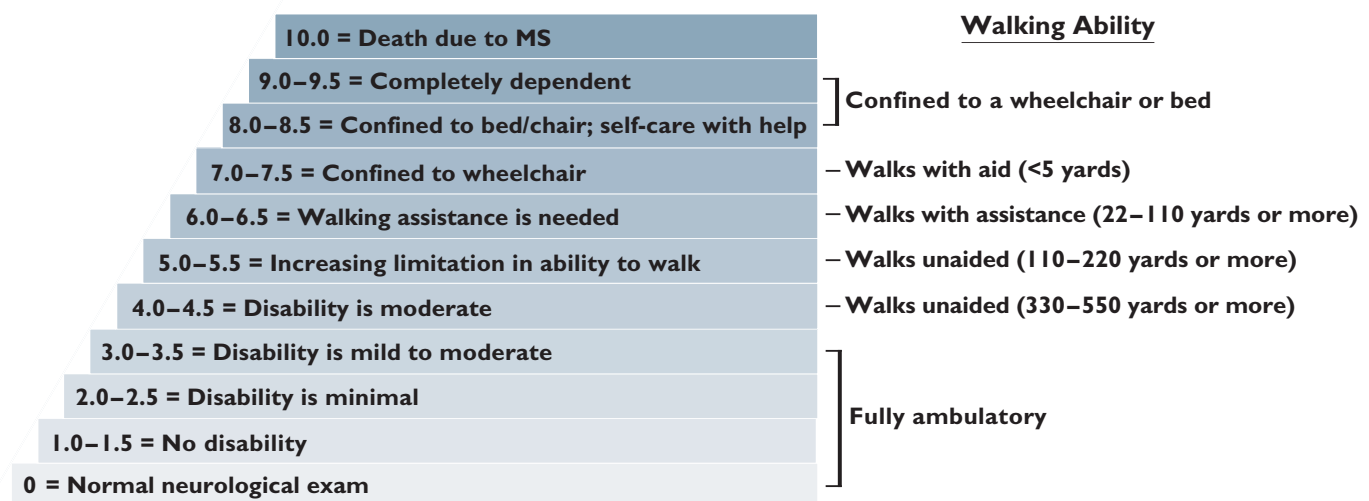 Walking Ability
10.0 = Death due to MS
9.0–9.5 = Completely dependent
8.0–8.5 = Confined to bed/chair; self-care with help
Confined to a wheelchair or bed
7.0–7.5 = Confined to wheelchair
Walks with aid (<5 yards)
6.0–6.5 = Walking assistance is needed
Walks with assistance (22–110 yards or more)
5.0–5.5 = Increasing limitation in ability to walk
Walks unaided (110–220 yards or more)
4.0–4.5 = Disability is moderate
Walks unaided (330–550 yards or more)
3.0–3.5 = Disability is mild to moderate
2.0–2.5 = Disability is minimal
1.0–1.5 = No disability
0 = Normal neurological exam
Fully ambulatory